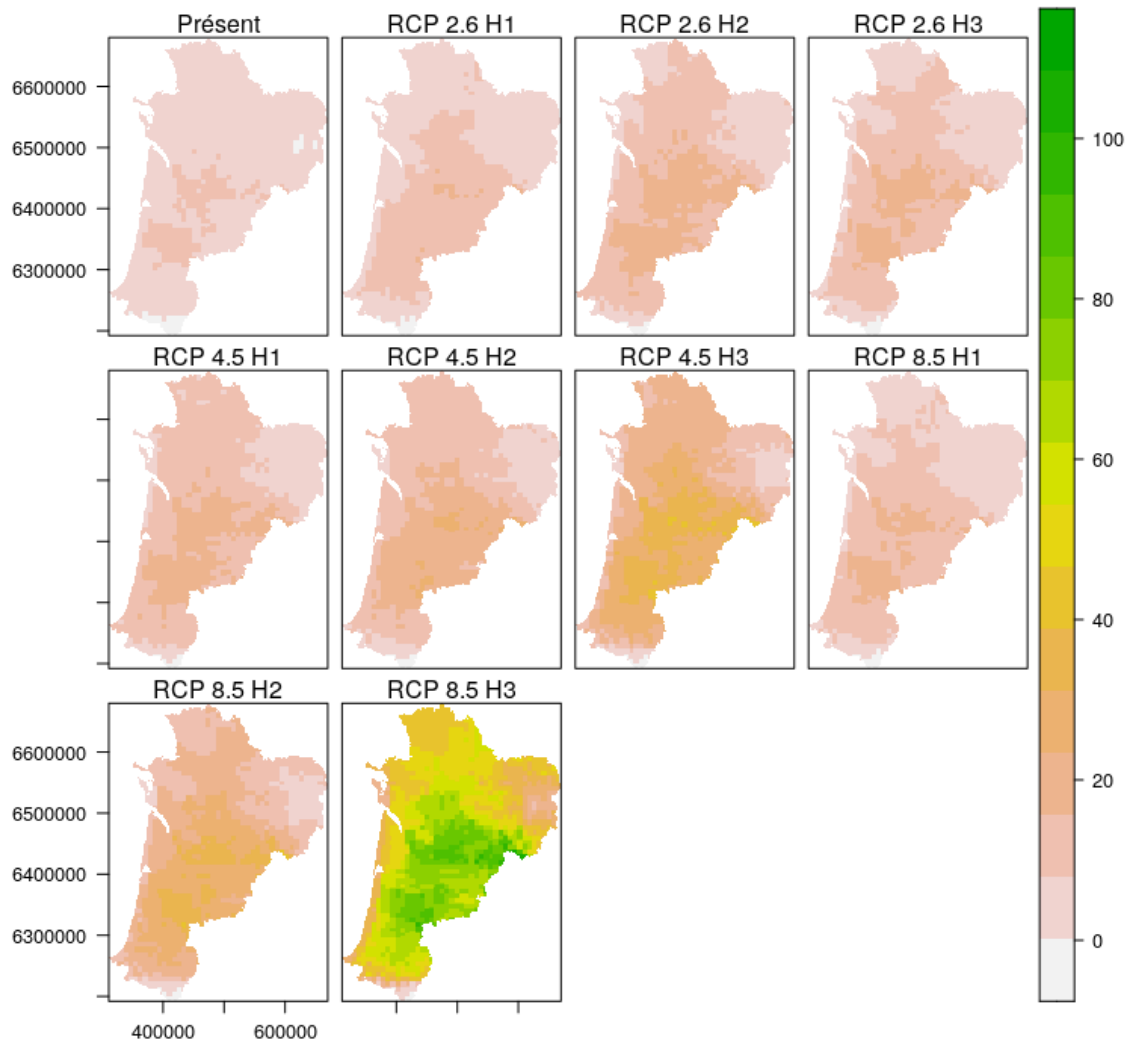 Présent
RCP 2.6 H1
RCP 2.6 H2
RCP 2.6 H3
6600000
6500000
6400000
6300000
100
80
60
40
20
0
RCP 4.5 H1
RCP 4.5 H2
RCP 4.5 H3
RCP 8.5 H1
RCP 8.5 H2
RCP 8.5 H3
6600000
6500000
6400000
6300000
400000
600000